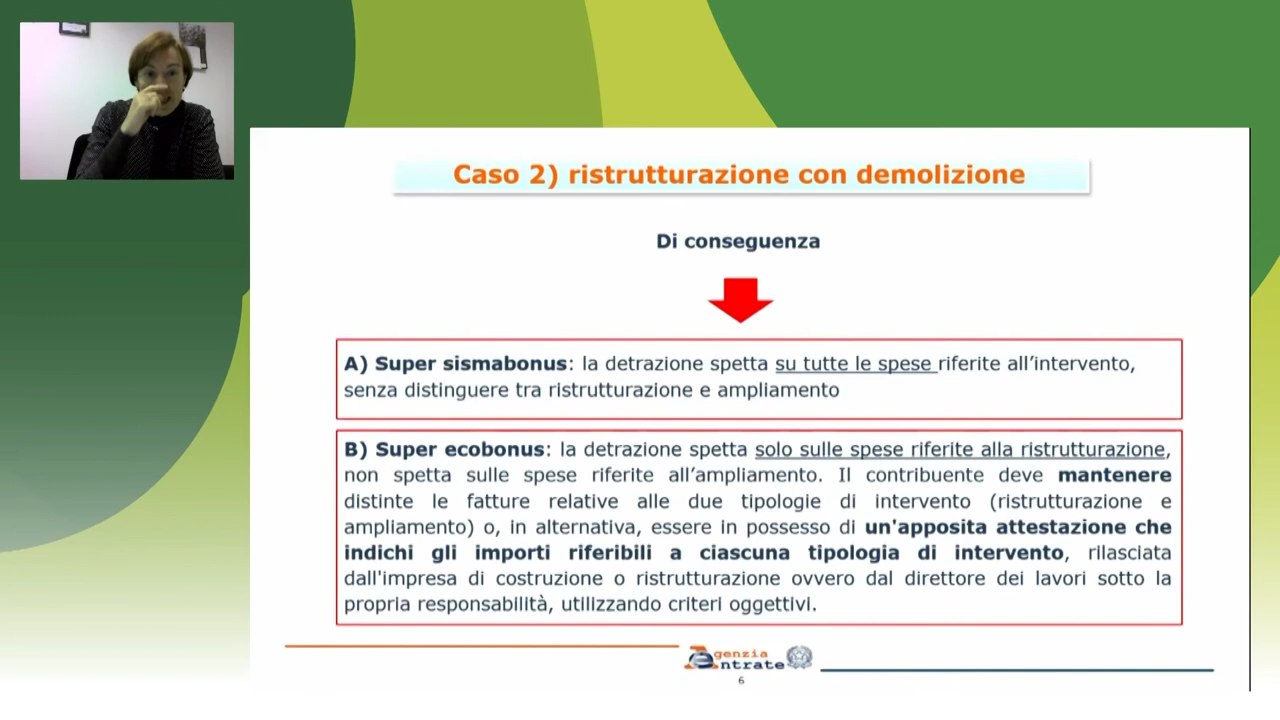 Caso 2) ristrutturazione con demolizione
Di conseguenza
A) Super sismabonus: la detrazione spetta su tutte le spese riferite all'intervento,
senza distinguere tra ristrutturazione e ampliamento
B) Super ecobonus: la detrazione spetta solo sulle spese riferite alla ristrutturazione,
non spetta sulle spese riferite all'ampliamento. Il contribuente deve mantenere
distinte le fatture relative alle due tipologie di intervento (ristrutturazione e
ampliamento) o, in alternativa, essere in possesso di un'apposita attestazione che
indichi gli importi riferibili a ciascuna tipologia di intervento, rilasciata
dall'impresa di costruzione o ristrutturazione ovvero dal direttore dei lavori sotto la
propria responsabilità, utilizzando criteri oggettivi.
genzia
ntrate
6